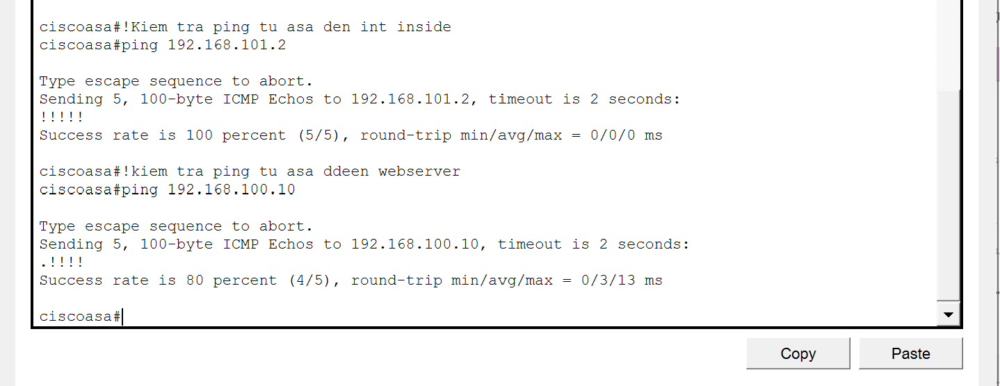 ciscoasa#!Kiem tra ping tu asa den int inside
ciscoasa#ping 192.168.101.2
Type escape sequence to abort.
Sending 5, 100-byte ICMP Echos to 192.168.101.2, timeout is 2 seconds:
!!!!!
Success rate is 100 percent (5/5), round-trip min/avg/max = 0/0/0 ms
ciscoasa#!kiem tra ping tu asa ddeen webserver
ciscoasa#ping 192.168.100.10
Type escape sequence to abort.
Sending 5, 100-byte ICMP Echos to 192.168.100.10, timeout is 2 seconds:
.!!!!
Success rate is 80 percent (4/5), round-trip min/avg/max = 0/3/13 ms
ciscoasa#
Copy Paste